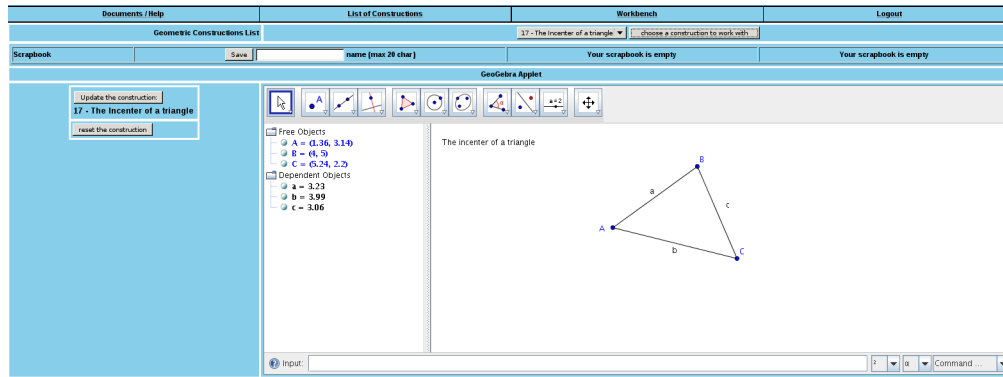 Documents / Help List of Constructions Workbench Logout
Geometric Constructions List 17 - The Incenter of a triangle choose a construction to work with
Scrapbook Save name (max 20 char) Your scrapbook is empty Your scrapbook is empty
GeoGebra Applet
Update the construction:
17 - The Incenter of a triangle
reset the construction
A
α
a=2
Free Objects
A = (1.36, 3.14)
B = (4, 5)
C = (5.24, 2.2)
Dependent Objects
a = 3.23
b = 3.99
c = 3.06
The incenter of a triangle
B
a
c
A
b
C
Input: ² α Command ...